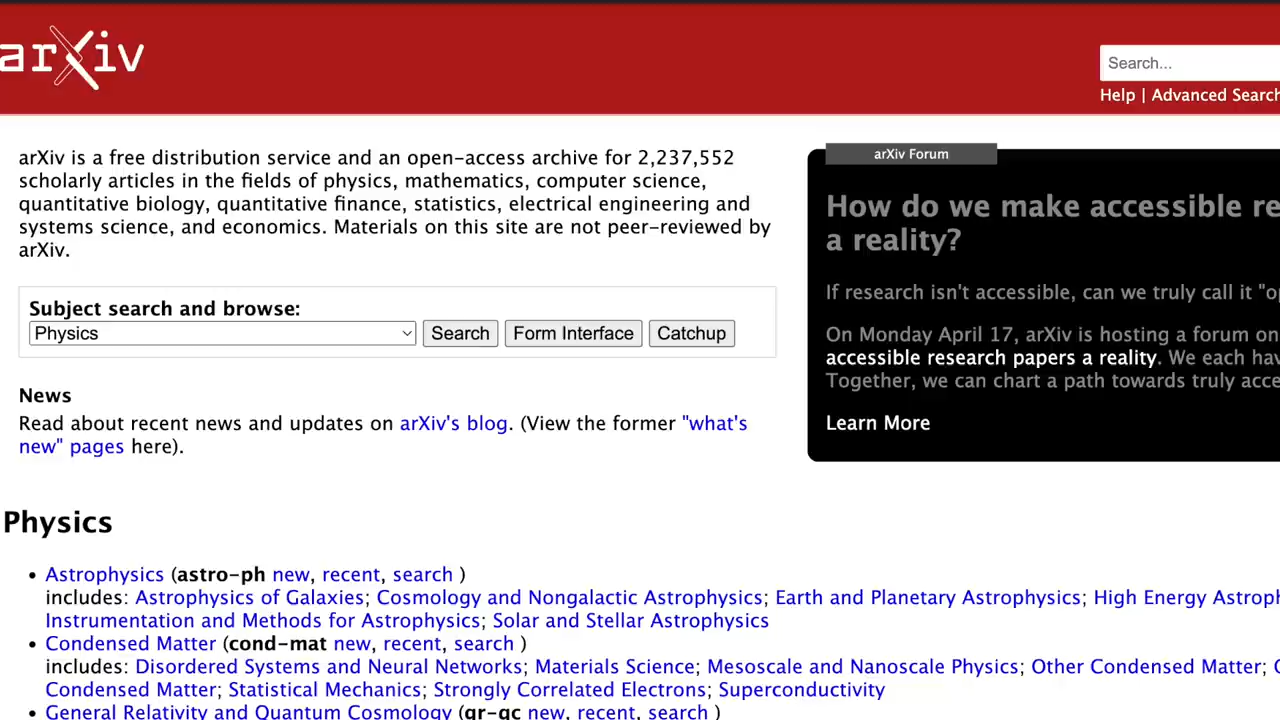 arXiv
Search...
Help | Advanced Search
arXiv is a free distribution service and an open-access archive for 2,237,552
scholarly articles in the fields of physics, mathematics, computer science,
quantitative biology, quantitative finance, statistics, electrical engineering and
systems science, and economics. Materials on this site are not peer-reviewed by
arXiv.
Subject search and browse:
Physics
Search
Form Interface
Catchup
News
Read about recent news and updates on arXiv's blog. (View the former "what's
new" pages here).
arXiv Forum
How do we make accessible
a reality?
If research isn't accessible, can we truly call it
On Monday April 17, arXiv is hosting a forum on
accessible research papers a reality. We each
Together, we can chart a path towards truly
Learn More
Physics
• Astrophysics (astro-ph new, recent, search )
includes: Astrophysics of Galaxies; Cosmology and Nongalactic Astrophysics; Earth and Planetary Astrophysics; High Energy
Instrumentation and Methods for Astrophysics; Solar and Stellar Astrophysics
• Condensed Matter (cond-mat new, recent, search )
includes: Disordered Systems and Neural Networks; Materials Science; Mesoscale and Nanoscale Physics; Other Condensed Matter;
Condensed Matter; Statistical Mechanics; Strongly Correlated Electrons; Superconductivity
• General Relativity and Quantum Cosmology (gr-qc new, recent, search )